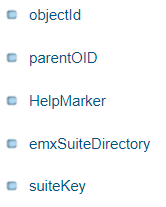 objectId
parentOID
HelpMarker
emxSuiteDirectory
suiteKey